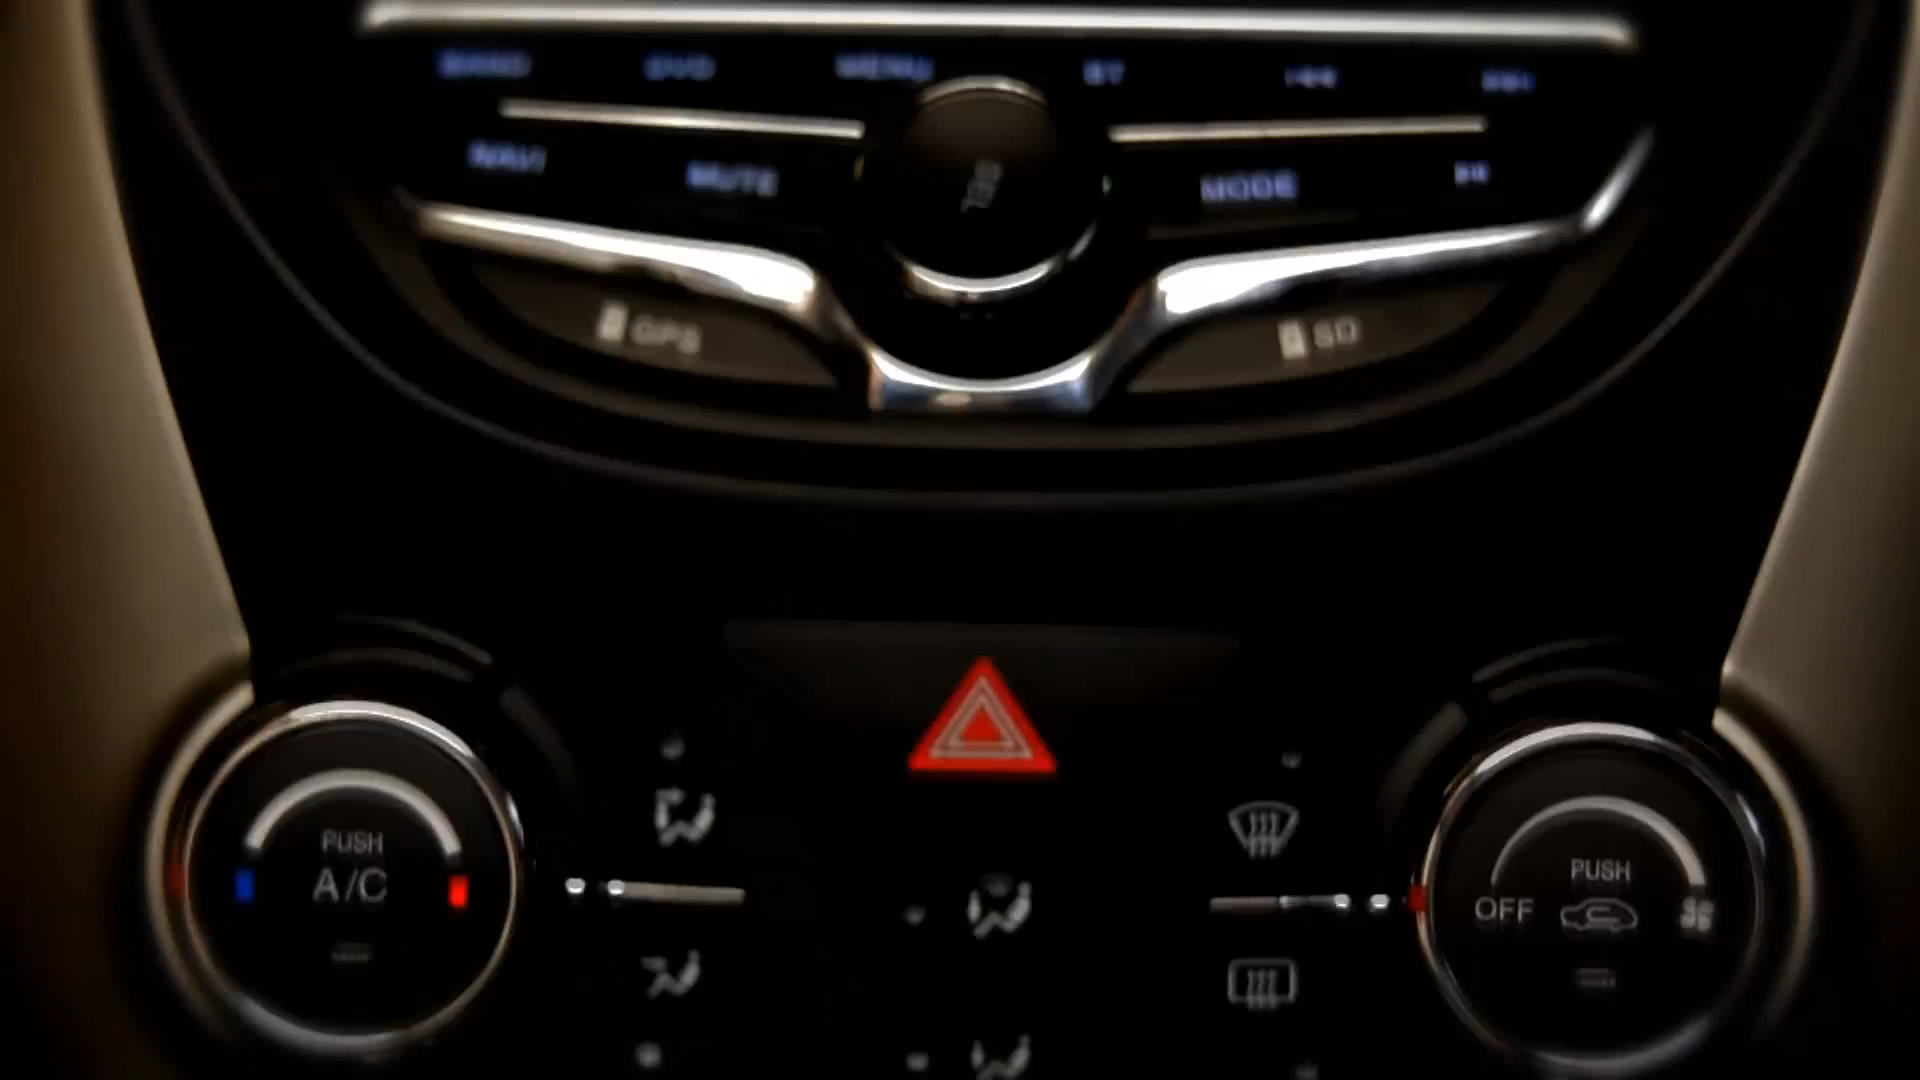 BAND DVD MENU BT
NAVI MUTE MODE
GPS SD
PUSH
A/C
PUSH
OFF